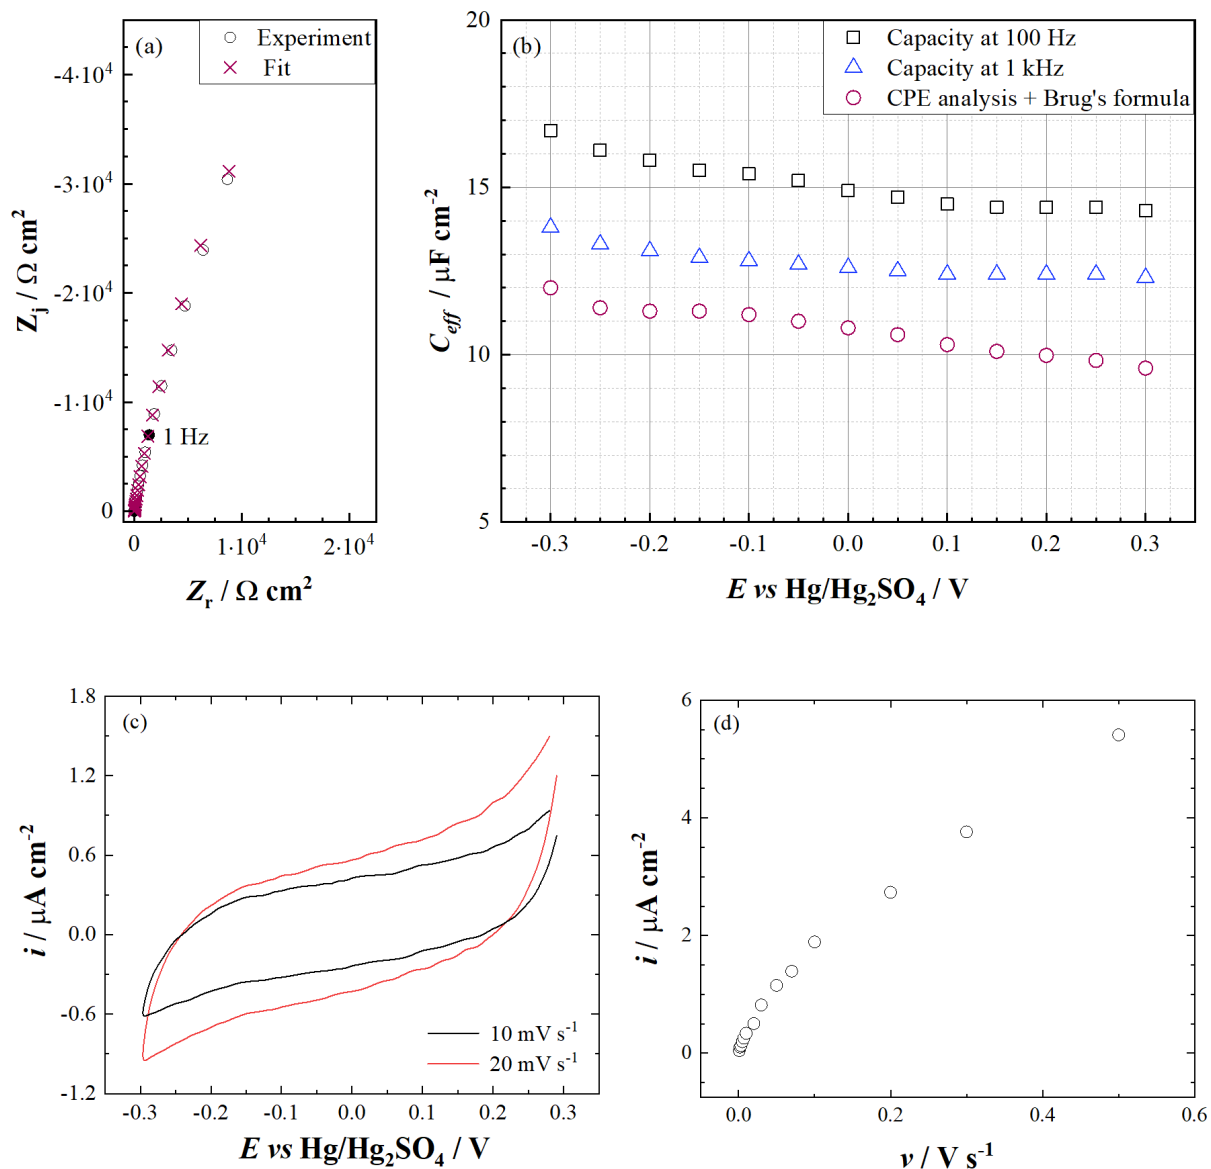 (a)
Experiment
Fit
-4·10⁴
-3·10⁴
-2·10⁴
-1·10⁴
0
Zⱼ / Ω cm²
1 Hz
0
1·10⁴
2·10⁴
Zᵣ / Ω cm²
(b)
Capacity at 100 Hz
Capacity at 1 kHz
CPE analysis + Brug's formula
20
15
10
5
C_eff / μF cm⁻²
-0.3
-0.2
-0.1
0.0
0.1
0.2
0.3
E vs Hg/Hg₂SO₄ / V
(c)
1.8
1.2
0.6
0.0
-0.6
-1.2
i / μA cm⁻²
10 mV s⁻¹
20 mV s⁻¹
-0.3
-0.2
-0.1
0.0
0.1
0.2
0.3
E vs Hg/Hg₂SO₄ / V
(d)
6
4
2
0
i / μA cm⁻²
0.0
0.2
0.4
0.6
v / V s⁻¹